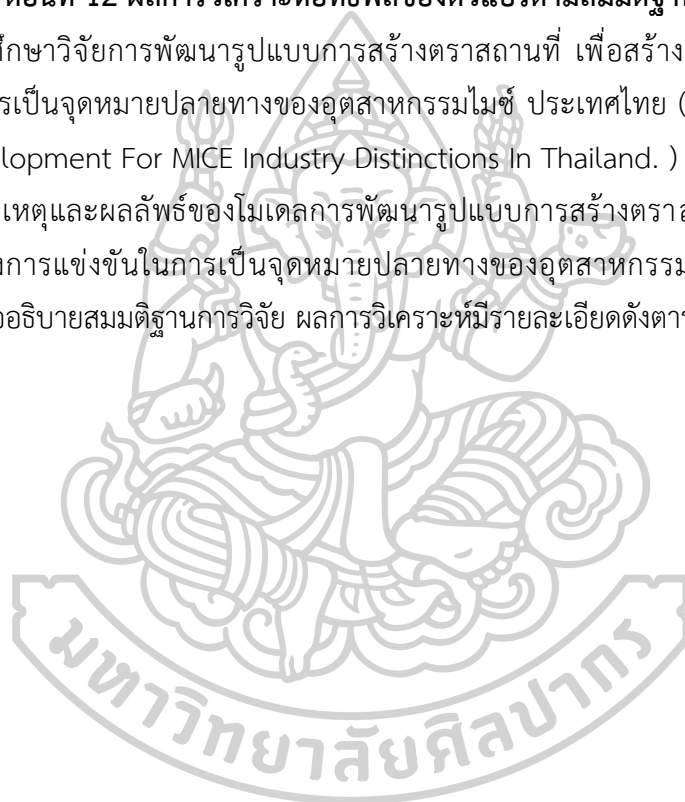 ตอนที่ 12 ผลการวิเคราะห์อิทธิพลของตัวแปรตามสมมติฐาน
ศึกษาวิจัยการพัฒนารูปแบบการสร้างตราสถานที่ เพื่อสร้าง
รเป็นจุดหมายปลายทางของอุตสาหกรรมไมซ์ ประเทศไทย (
lopment For MICE Industry Distinctions In Thailand. )
เหตุและผลลัพธ์ของโมเดลการพัฒนารูปแบบการสร้างตรา
งการแข่งขันในการเป็นจุดหมายปลายทางของอุตสาหกรรม
ออธิบายสมมติฐานการวิจัย ผลการวิเคราะห์มีรายละเอียดดังตาร
มหาวิทยาลัยศิลปากร